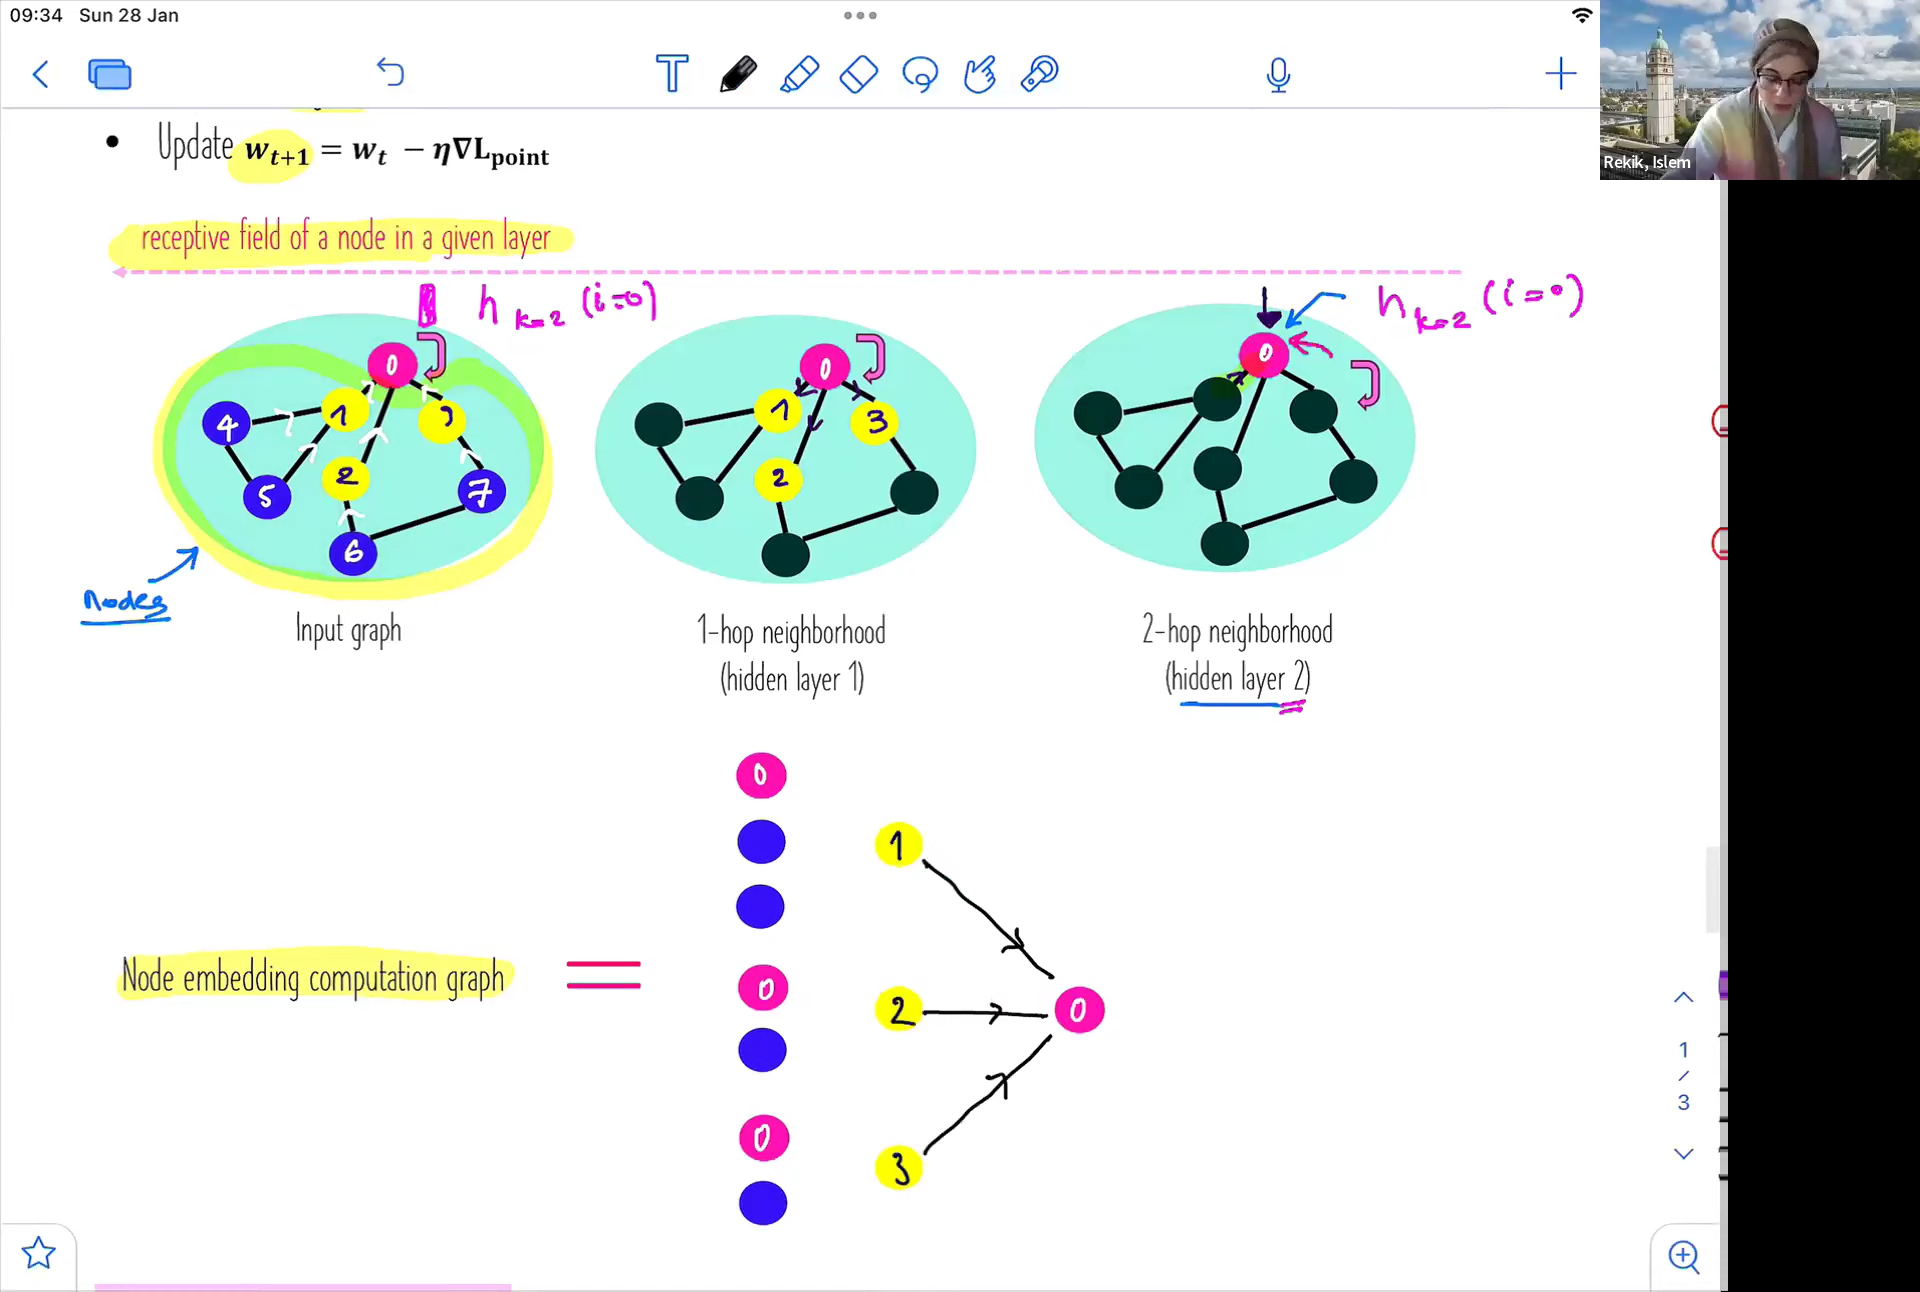 09:34 Sun 28 Jan
Rekik, Islem
• Update w_{t+1} = w_t − η∇L_point
receptive field of a node in a given layer
h_{k=2} (i=0)
h_{k=2} (i=0)
0
0
0
4
1
1
3
5
2
7
2
6
Nodes
Input graph
1-hop neighborhood
(hidden layer 1)
2-hop neighborhood
(hidden layer 2)
0
1
Node embedding computation graph =
0
2
0
0
3
1
/
3